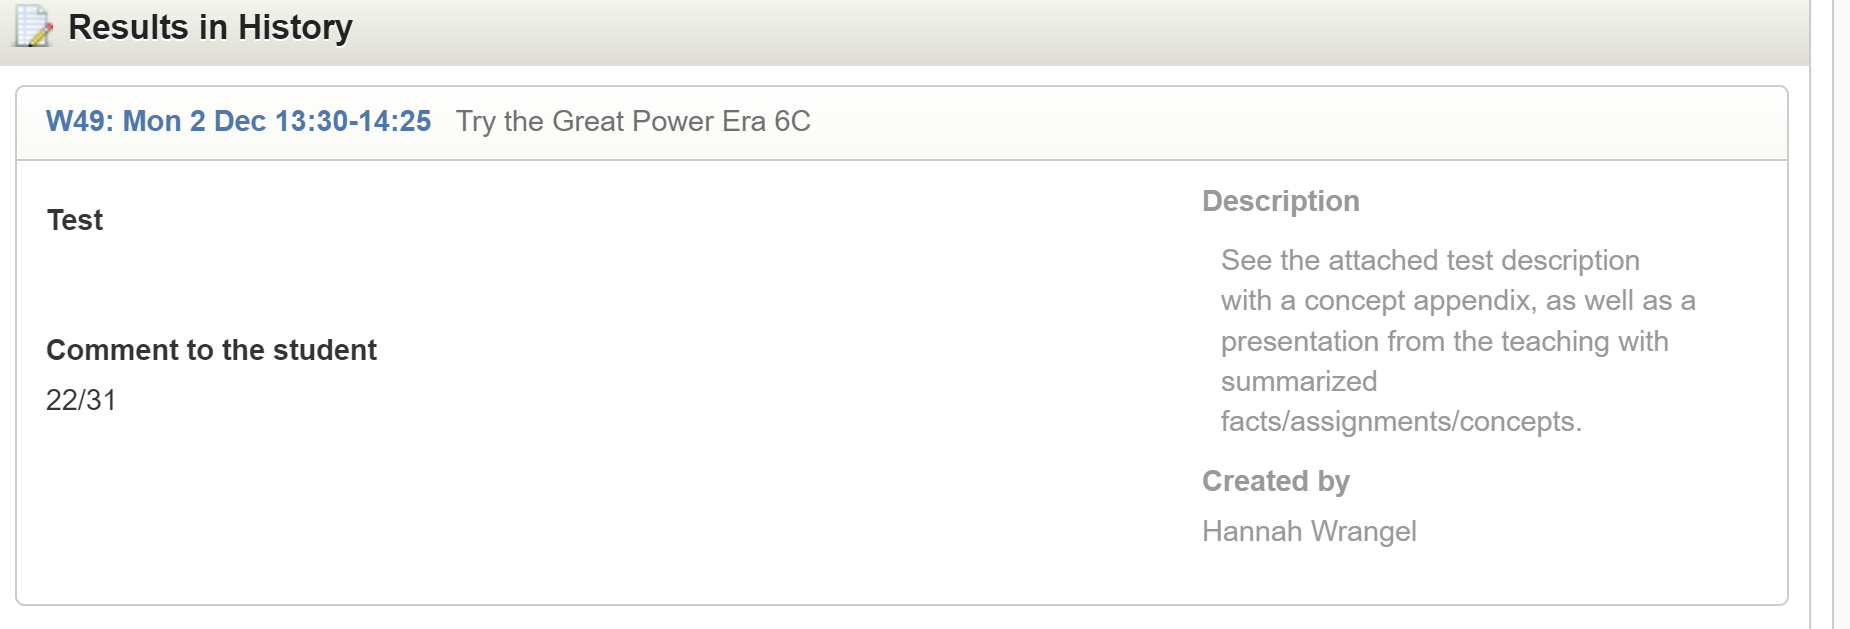 Results in History
W49: Mon 2 Dec 13:30-14:25 Try the Great Power Era 6C
Test
Comment to the student
22/31
Description
See the attached test description
with a concept appendix, as well as a
presentation from the teaching with
summarized
facts/assignments/concepts.
Created by
Hannah Wrangel